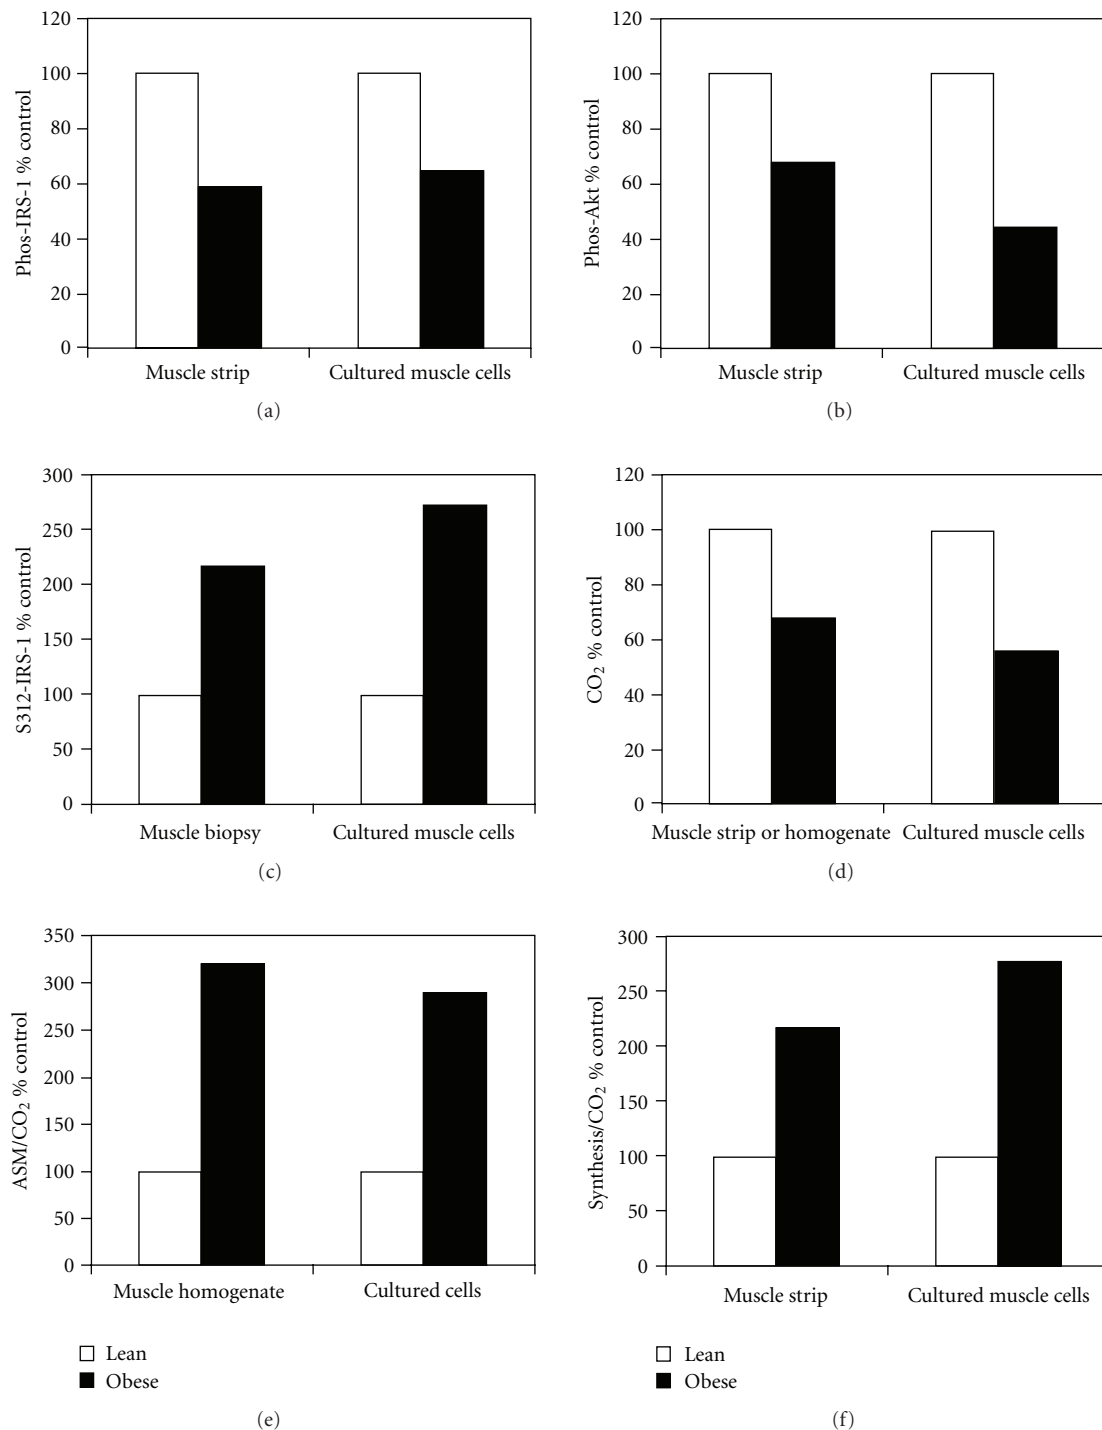 120
100
80
60
40
20
0
Phos-IRS-1 % control
Muscle strip
Cultured muscle cells
(a)
120
100
80
60
40
20
0
Phos-Akt % control
Muscle strip
Cultured muscle cells
(b)
300
250
200
150
100
50
0
S312-IRS-1 % control
Muscle biopsy
Cultured muscle cells
(c)
120
100
80
60
40
20
0
CO₂ % control
Muscle strip or homogenate
Cultured muscle cells
(d)
350
300
250
200
150
100
50
0
ASM/CO₂ % control
Muscle homogenate
Cultured cells
Lean
Obese
(e)
300
250
200
150
100
50
0
Synthesis/CO₂ % control
Muscle strip
Cultured muscle cells
Lean
Obese
(f)